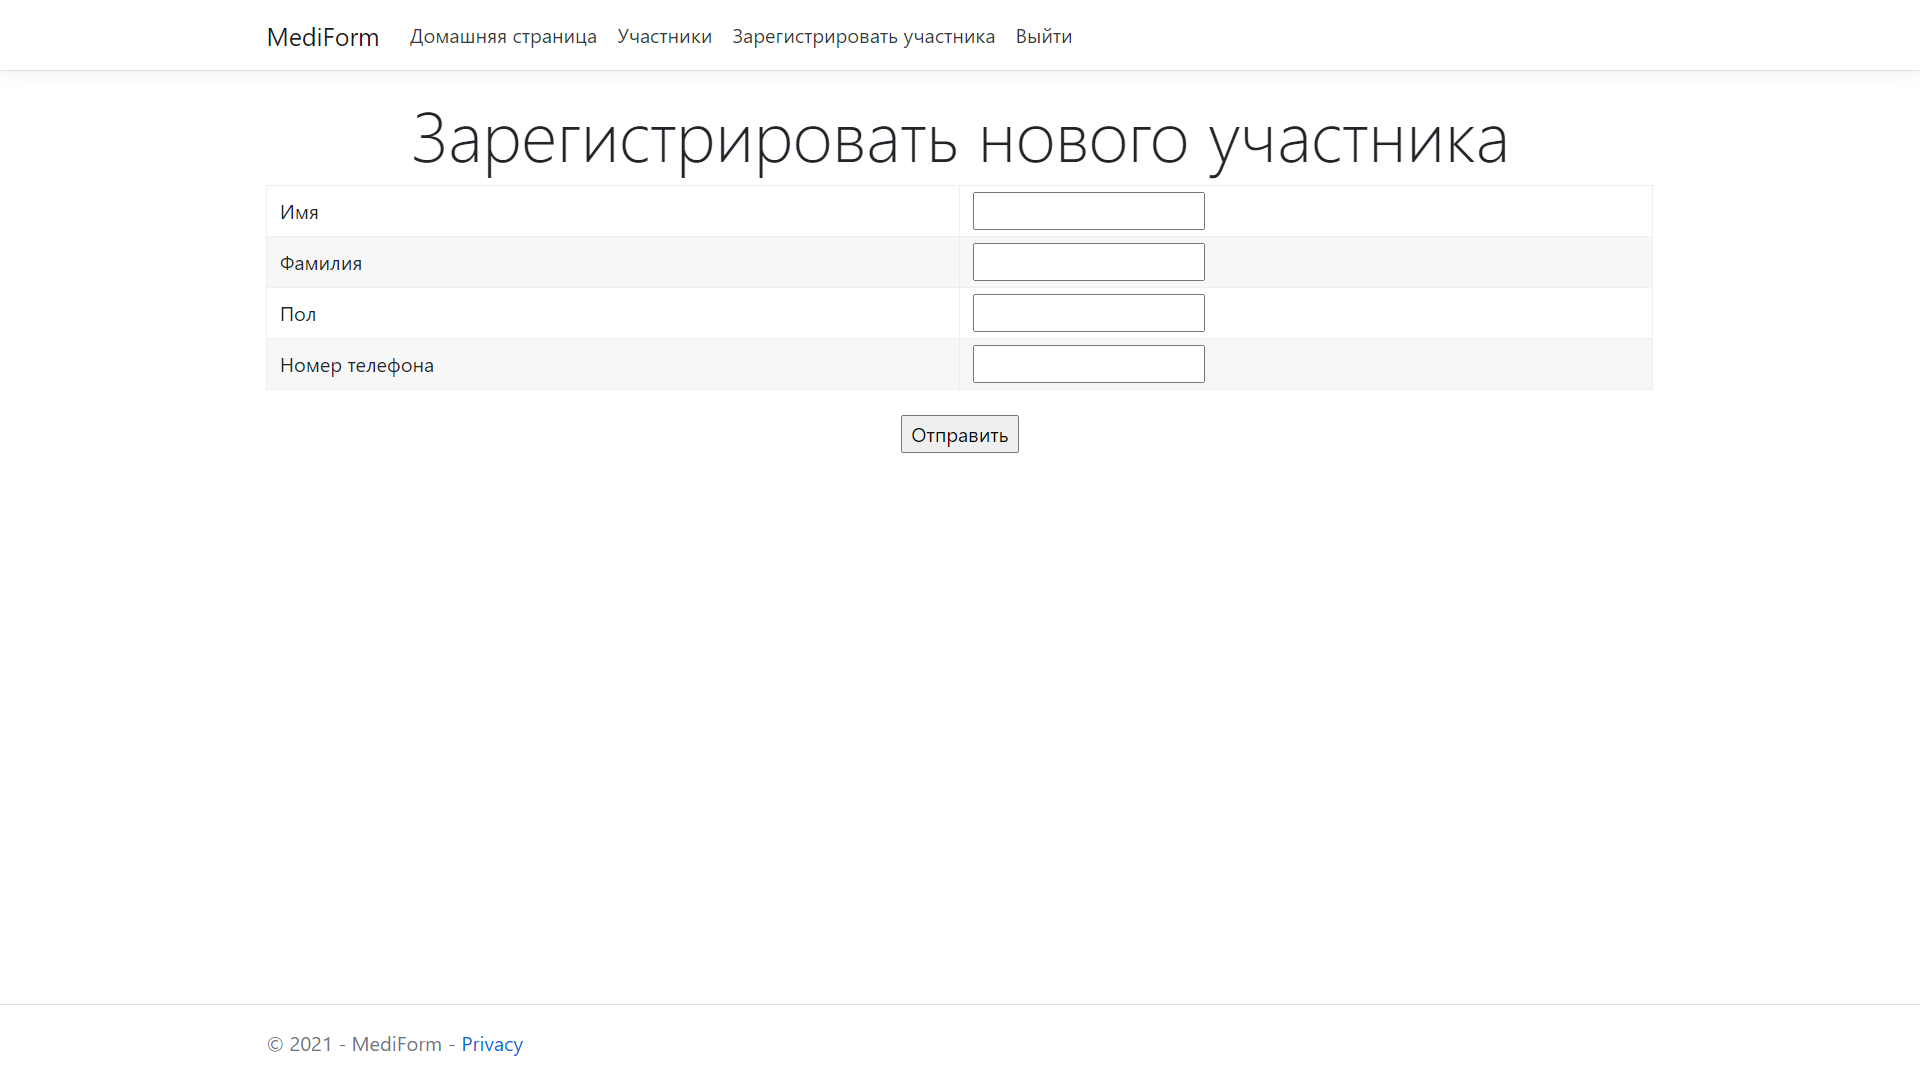 MediForm Домашняя страница Участники Зарегистрировать участника Выйти
Зарегистрировать нового участника
Имя
Фамилия
Пол
Номер телефона
Отправить
© 2021 - MediForm - Privacy